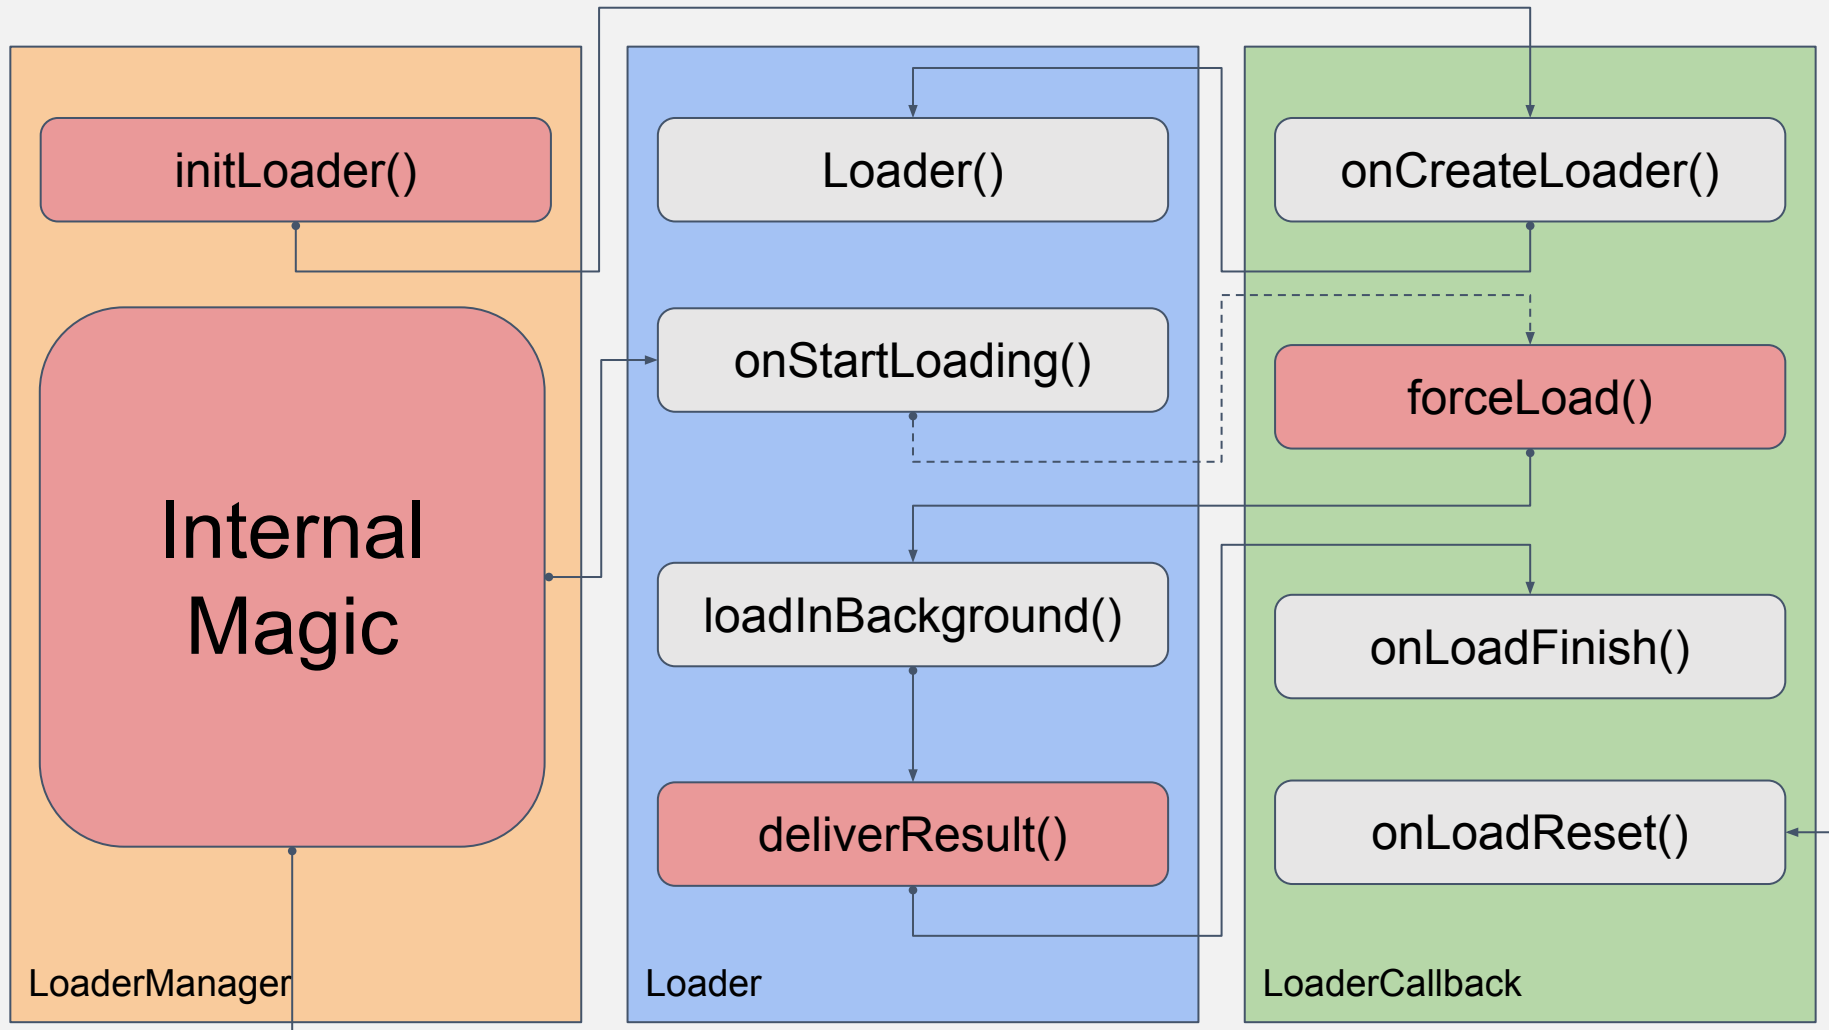 initLoader()
Internal
Magic
LoaderManager
Loader()
onStartLoading()
loadInBackground()
deliverResult()
Loader
onCreateLoader()
forceLoad()
onLoadFinish()
onLoadReset()
LoaderCallback